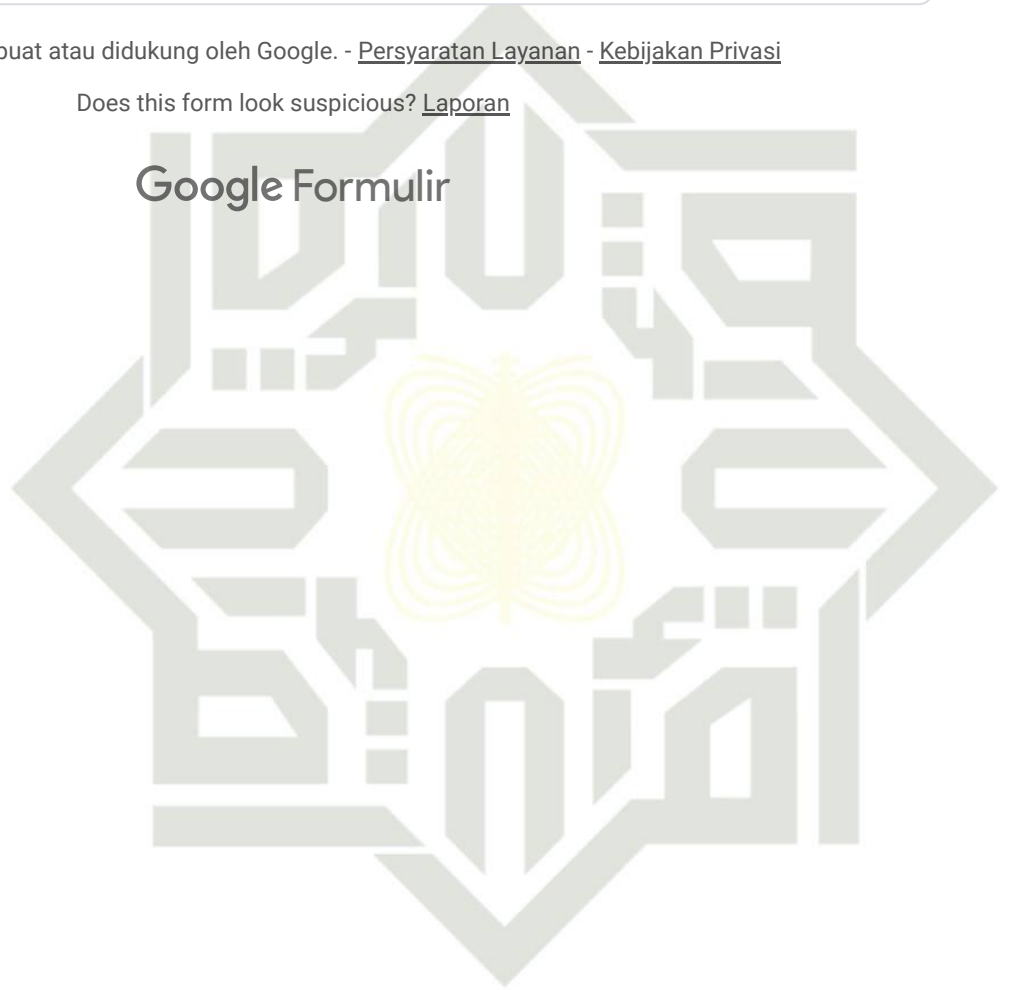 buat atau didukung oleh Google. - Persyaratan Layanan - Kebijakan Privasi
Does this form look suspicious? Laporan
Google Formulir